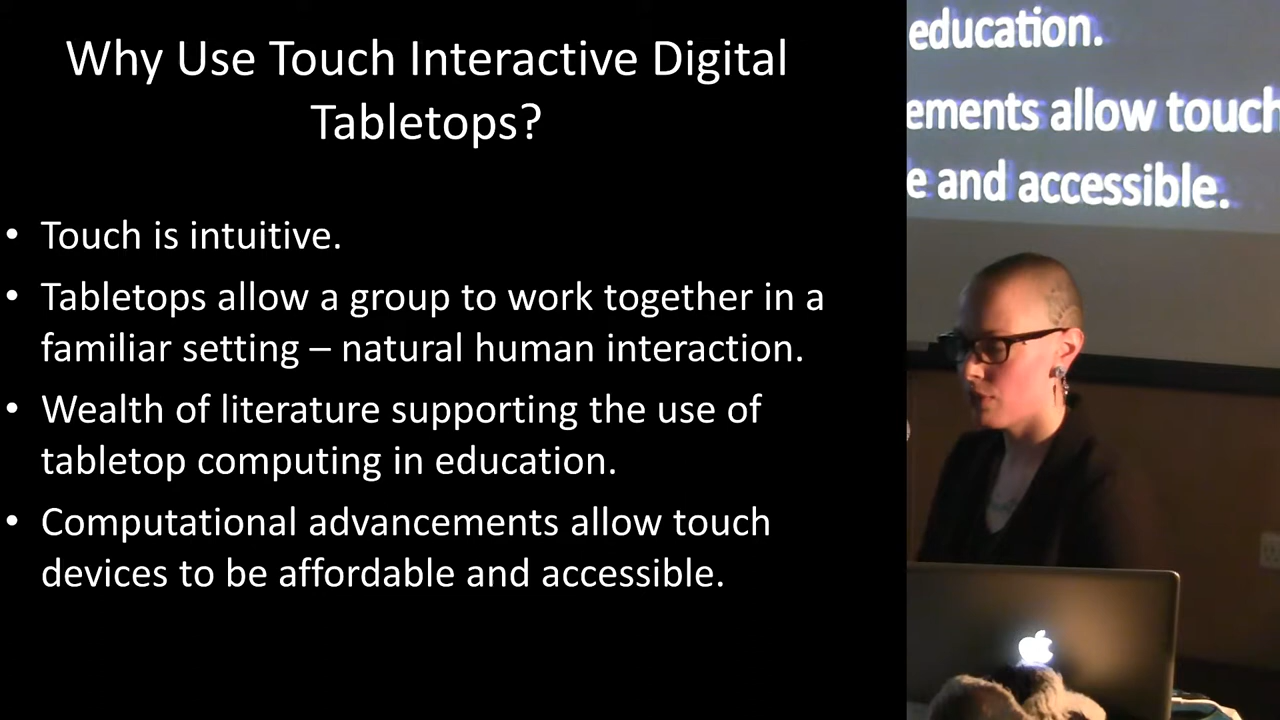 Why Use Touch Interactive Digital
Tabletops?
• Touch is intuitive.
• Tabletops allow a group to work together in a
familiar setting – natural human interaction.
• Wealth of literature supporting the use of
tabletop computing in education.
• Computational advancements allow touch
devices to be affordable and accessible.
education.
ements allow touch
e and accessible.